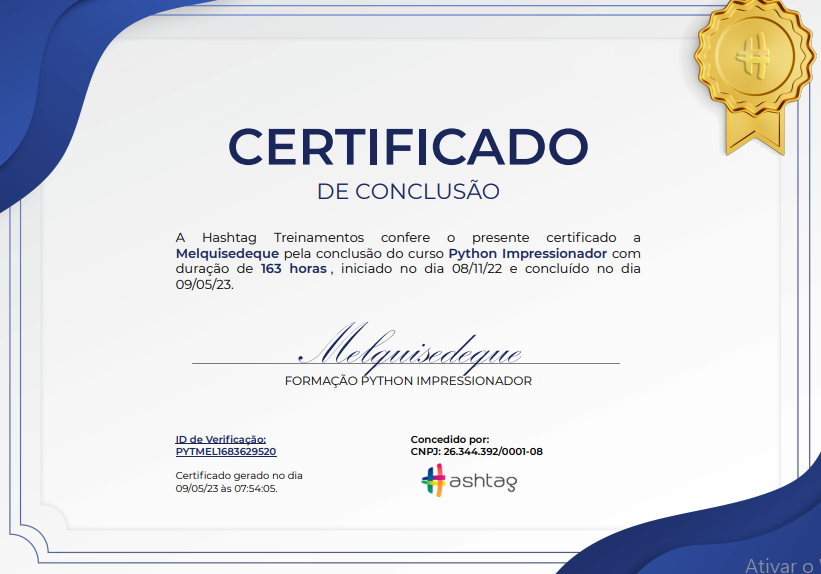 CERTIFICADO
DE CONCLUSÃO
A Hashtag Treinamentos confere o presente certificado a
Melquisedeque pela conclusão do curso Python Impressionador com
duração de 163 horas , iniciado no dia 08/11/22 e concluído no dia
09/05/23.
Melquisedeque
FORMAÇÃO PYTHON IMPRESSIONADOR
ID de Verificação:
PYTMEL1683629520
Certificado gerado no dia
09/05/23 às 07:54:05.
Concedido por:
CNPJ: 26.344.392/0001-08
ashtag
Ativar o